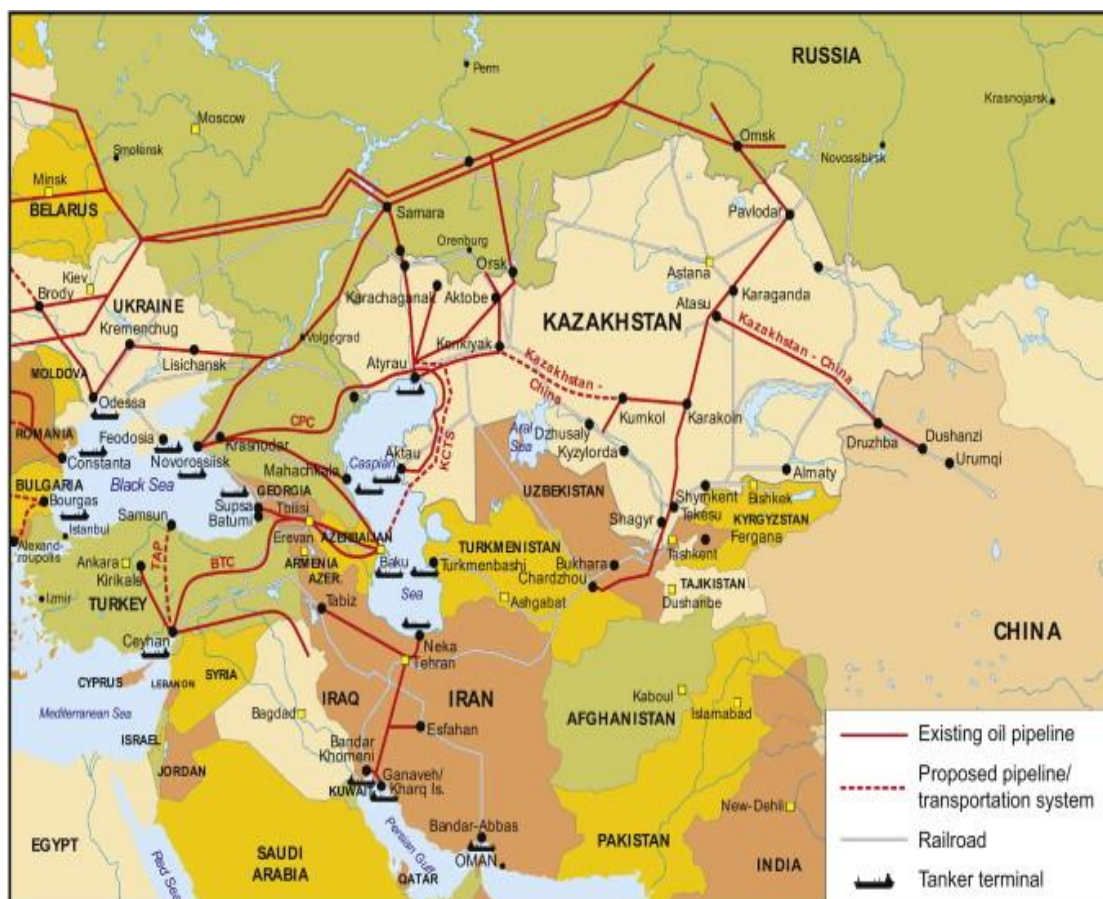 RUSSIA
Perm
Krasnojarsk
Moscow
Omsk
Smolensk
Novossibirsk
Minsk
BELARUS
Samara
Pavlodar
Orenburg
Kiev
Astana
Orsk
Brody
UKRAINE
Karachaganak
Aktobe
Karaganda
Atasu
Kremenchug
KAZAKHSTAN
Volgograd
Lisichansk
Atyrau
Kenkiyak
Kazakhstan -
China
Kazakhstan - China
MOLDOVA
Odessa
Kumkol
Karakoin
CPC
KCTS
Aral
Sea
Dzhusaly
Kyzylorda
Druzhba
Dushanzi
Urumqi
ROMANIA
Feodosia
Krasnodar
Novorossiisk
Constanta
Aktau
Mahachkala
Caspian
Almaty
BULGARIA
Bourgas
Black Sea
GEORGIA
Tbilisi
Supsa
Batumi
UZBEKISTAN
Shymkent
Bishkek
Tekesu
KYRGYZSTAN
Shagyr
Fergana
Tashkent
Istanbul
Samsun
Alexand-
roupolis
TAP
BTC
Erevan
AZERBAIJAN
Baku
ARMENIA
AZER.
TURKMENISTAN
Turkmenbashi
Bukhara
Chardzhou
Ankara
Kirikale
Izmir
TURKEY
Tabiz
Sea
Ashgabat
TAJIKISTAN
Dushanbe
CHINA
Ceyhan
Neka
Tehran
CYPRUS
LEBANON
SYRIA
IRAQ
IRAN
Kaboul
Islamabad
AFGHANISTAN
Mediterranean Sea
Bagdad
Esfahan
ISRAEL
Bandar
Khomeni
JORDAN
Ganaveh/
Kharq Is.
KUWAIT
New-Dehli
Bandar-Abbas
PAKISTAN
EGYPT
Persian Gulf
OMAN
SAUDI
ARABIA
Red Sea
QATAR
INDIA
Existing oil pipeline
Proposed pipeline/
transportation system
Railroad
Tanker terminal